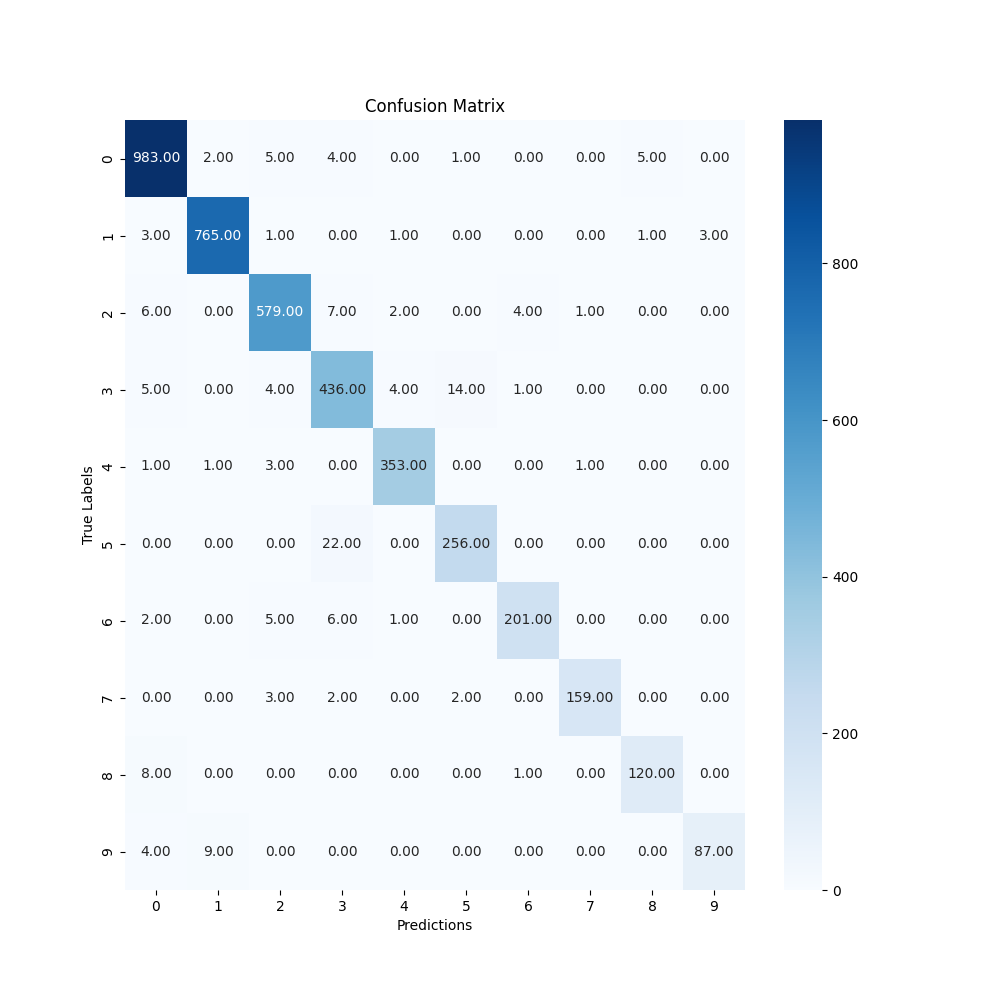 Confusion Matrix
0 983.00 2.00 5.00 4.00 0.00 1.00 0.00 0.00 5.00 0.00
1 3.00 765.00 1.00 0.00 1.00 0.00 0.00 0.00 1.00 3.00
800
2 6.00 0.00 579.00 7.00 2.00 0.00 4.00 1.00 0.00 0.00
3 5.00 0.00 4.00 436.00 4.00 14.00 1.00 0.00 0.00 0.00
600
4 1.00 1.00 3.00 0.00 353.00 0.00 0.00 1.00 0.00 0.00
True Labels
5 0.00 0.00 0.00 22.00 0.00 256.00 0.00 0.00 0.00 0.00
400
6 2.00 0.00 5.00 6.00 1.00 0.00 201.00 0.00 0.00 0.00
7 0.00 0.00 3.00 2.00 0.00 2.00 0.00 159.00 0.00 0.00
200
8 8.00 0.00 0.00 0.00 0.00 0.00 1.00 0.00 120.00 0.00
9 4.00 9.00 0.00 0.00 0.00 0.00 0.00 0.00 0.00 87.00
0
0 1 2 3 4 5 6 7 8 9
Predictions